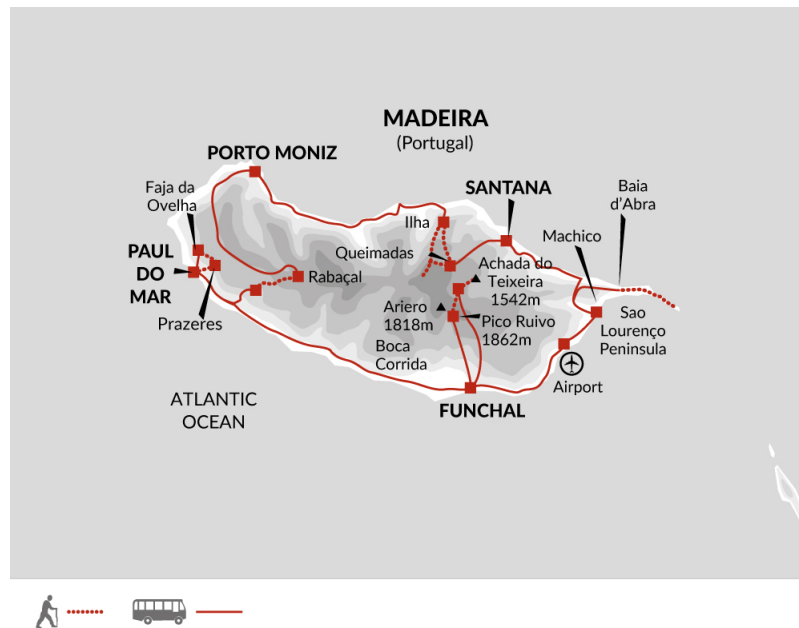 MADEIRA
(Portugal)
PORTO MONIZ
Faja da
Ovelha
SANTANA
Baia
d'Abra
Ilha
Machico
Queimadas
PAUL
DO
MAR
Achada do
Teixeira
1542m
Rabaçal
Prazeres
Ariero
1818m
Pico Ruivo
1862m
Sao
Lourenço
Peninsula
Boca
Corrida
Airport
ATLANTIC
OCEAN
FUNCHAL